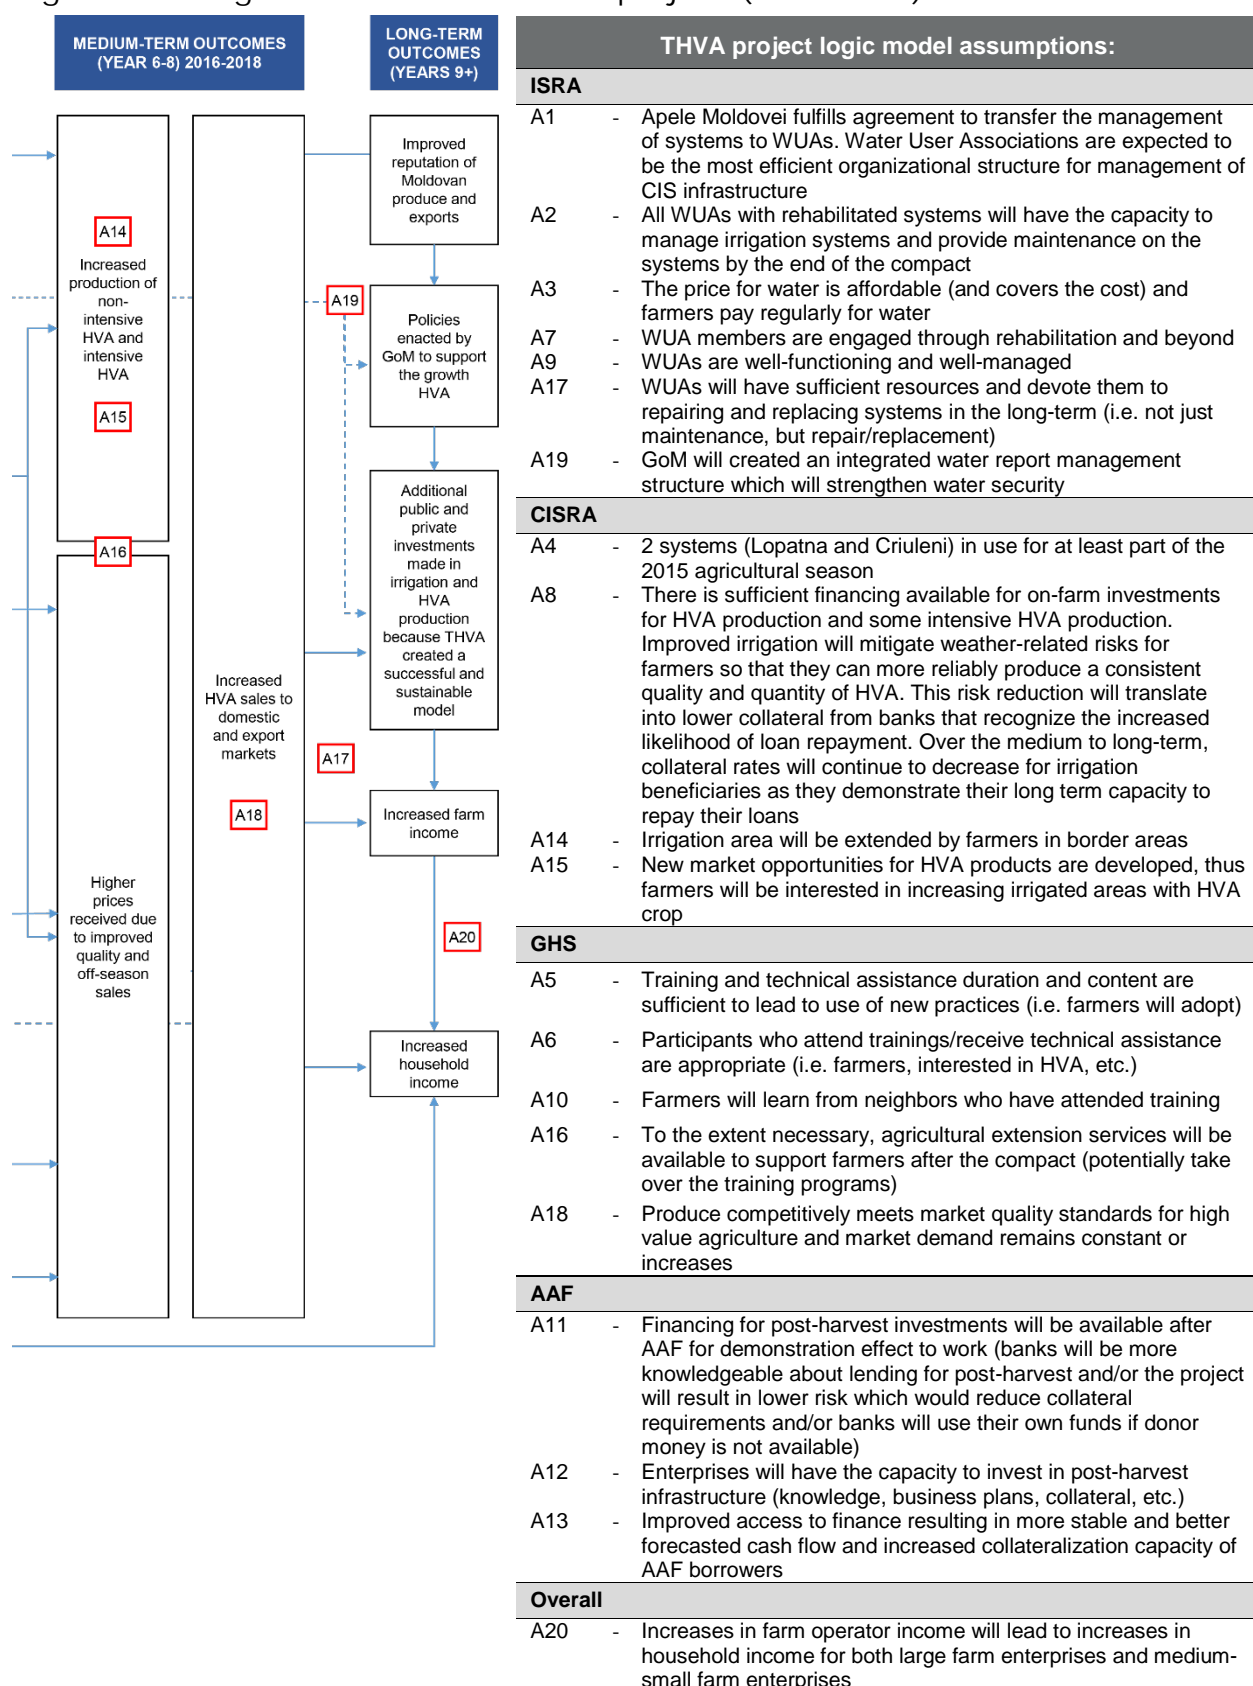 MEDIUM-TERM OUTCOMES
(YEAR 6-8) 2016-2018
LONG-TERM
OUTCOMES
(YEARS 9+)
A14
Increased
production of
non-
intensive
HVA and
intensive
HVA
A15
A16
Higher
prices
received due
to improved
quality and
off-season
sales
Increased
HVA sales to
domestic
and export
markets
A18
Improved
reputation of
Moldovan
produce and
exports
A19
Policies
enacted by
GoM to support
the growth
HVA
Additional
public and
private
investments
made in
irrigation and
HVA
production
because THVA
created a
successful and
sustainable
model
A17
Increased farm
income
A20
Increased
household
income
THVA project logic model assumptions:
ISRA
A1 - Apele Moldovei fulfills agreement to transfer the management
of systems to WUAs. Water User Associations are expected to
be the most efficient organizational structure for management of
CIS infrastructure
A2 - All WUAs with rehabilitated systems will have the capacity to
manage irrigation systems and provide maintenance on the
systems by the end of the compact
A3 - The price for water is affordable (and covers the cost) and
farmers pay regularly for water
A7 - WUA members are engaged through rehabilitation and beyond
A9 - WUAs are well-functioning and well-managed
A17 - WUAs will have sufficient resources and devote them to
repairing and replacing systems in the long-term (i.e. not just
maintenance, but repair/replacement)
A19 - GoM will created an integrated water report management
structure which will strengthen water security
CISRA
A4 - 2 systems (Lopatna and Criuleni) in use for at least part of the
2015 agricultural season
A8 - There is sufficient financing available for on-farm investments
for HVA production and some intensive HVA production.
Improved irrigation will mitigate weather-related risks for
farmers so that they can more reliably produce a consistent
quality and quantity of HVA. This risk reduction will translate
into lower collateral from banks that recognize the increased
likelihood of loan repayment. Over the medium to long-term,
collateral rates will continue to decrease for irrigation
beneficiaries as they demonstrate their long term capacity to
repay their loans
A14 - Irrigation area will be extended by farmers in border areas
A15 - New market opportunities for HVA products are developed, thus
farmers will be interested in increasing irrigated areas with HVA
crop
GHS
A5 - Training and technical assistance duration and content are
sufficient to lead to use of new practices (i.e. farmers will adopt)
A6 - Participants who attend trainings/receive technical assistance
are appropriate (i.e. farmers, interested in HVA, etc.)
A10 - Farmers will learn from neighbors who have attended training
A16 - To the extent necessary, agricultural extension services will be
available to support farmers after the compact (potentially take
over the training programs)
A18 - Produce competitively meets market quality standards for high
value agriculture and market demand remains constant or
increases
AAF
A11 - Financing for post-harvest investments will be available after
AAF for demonstration effect to work (banks will be more
knowledgeable about lending for post-harvest and/or the project
will result in lower risk which would reduce collateral
requirements and/or banks will use their own funds if donor
money is not available)
A12 - Enterprises will have the capacity to invest in post-harvest
infrastructure (knowledge, business plans, collateral, etc.)
A13 - Improved access to finance resulting in more stable and better
forecasted cash flow and increased collateralization capacity of
AAF borrowers
Overall
A20 - Increases in farm operator income will lead to increases in
household income for both large farm enterprises and medium-
small farm enterprises